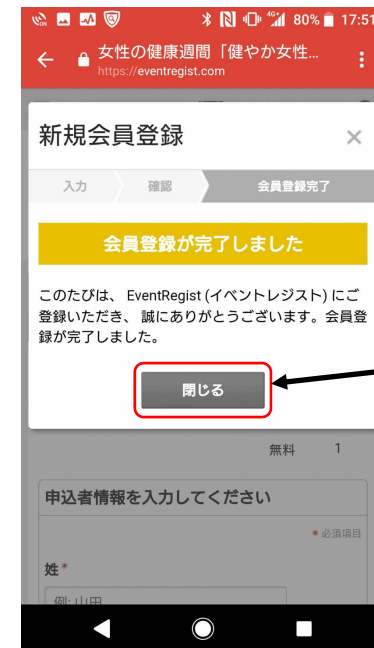 4G+ 80% 17:51
女性の健康週間「健やか女性...
https://eventregist.com
新規会員登録 ×
入力 確認 会員登録完了
会員登録が完了しました
このたびは、 EventRegist (イベントレジスト) にご
登録いただき、 誠にありがとうございます。会員登
録が完了しました。
閉じる
無料 1
申込者情報を入力してください
* 必須項目
姓 *
例: 山田